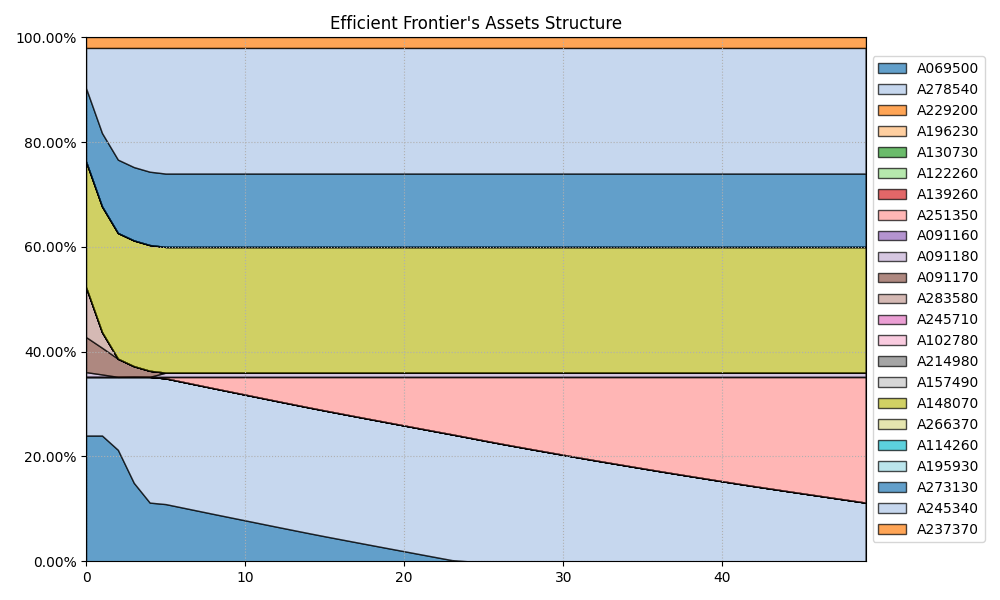 Efficient Frontier's Assets Structure
100.00%
80.00%
60.00%
40.00%
20.00%
0.00%
0
10
20
30
40
A069500
A278540
A229200
A196230
A130730
A122260
A139260
A251350
A091160
A091180
A091170
A283580
A245710
A102780
A214980
A157490
A148070
A266370
A114260
A195930
A273130
A245340
A237370